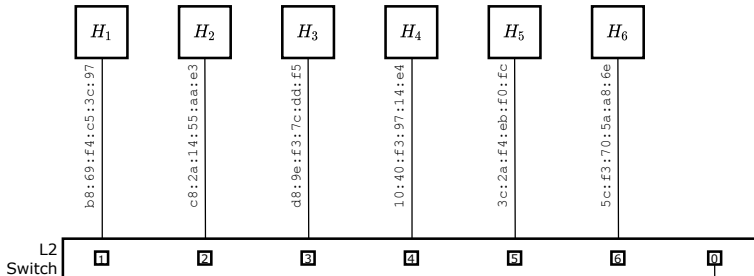 H1
H2
H3
H4
H5
H6
b8:69:f4:c5:3c:97
c8:2a:14:55:aa:e3
d8:9e:f3:7c:dd:f5
10:40:f3:97:14:e4
3c:2a:f4:eb:f0:fc
5c:f3:70:5a:a8:6e
L2
Switch
1
2
3
4
5
6
0